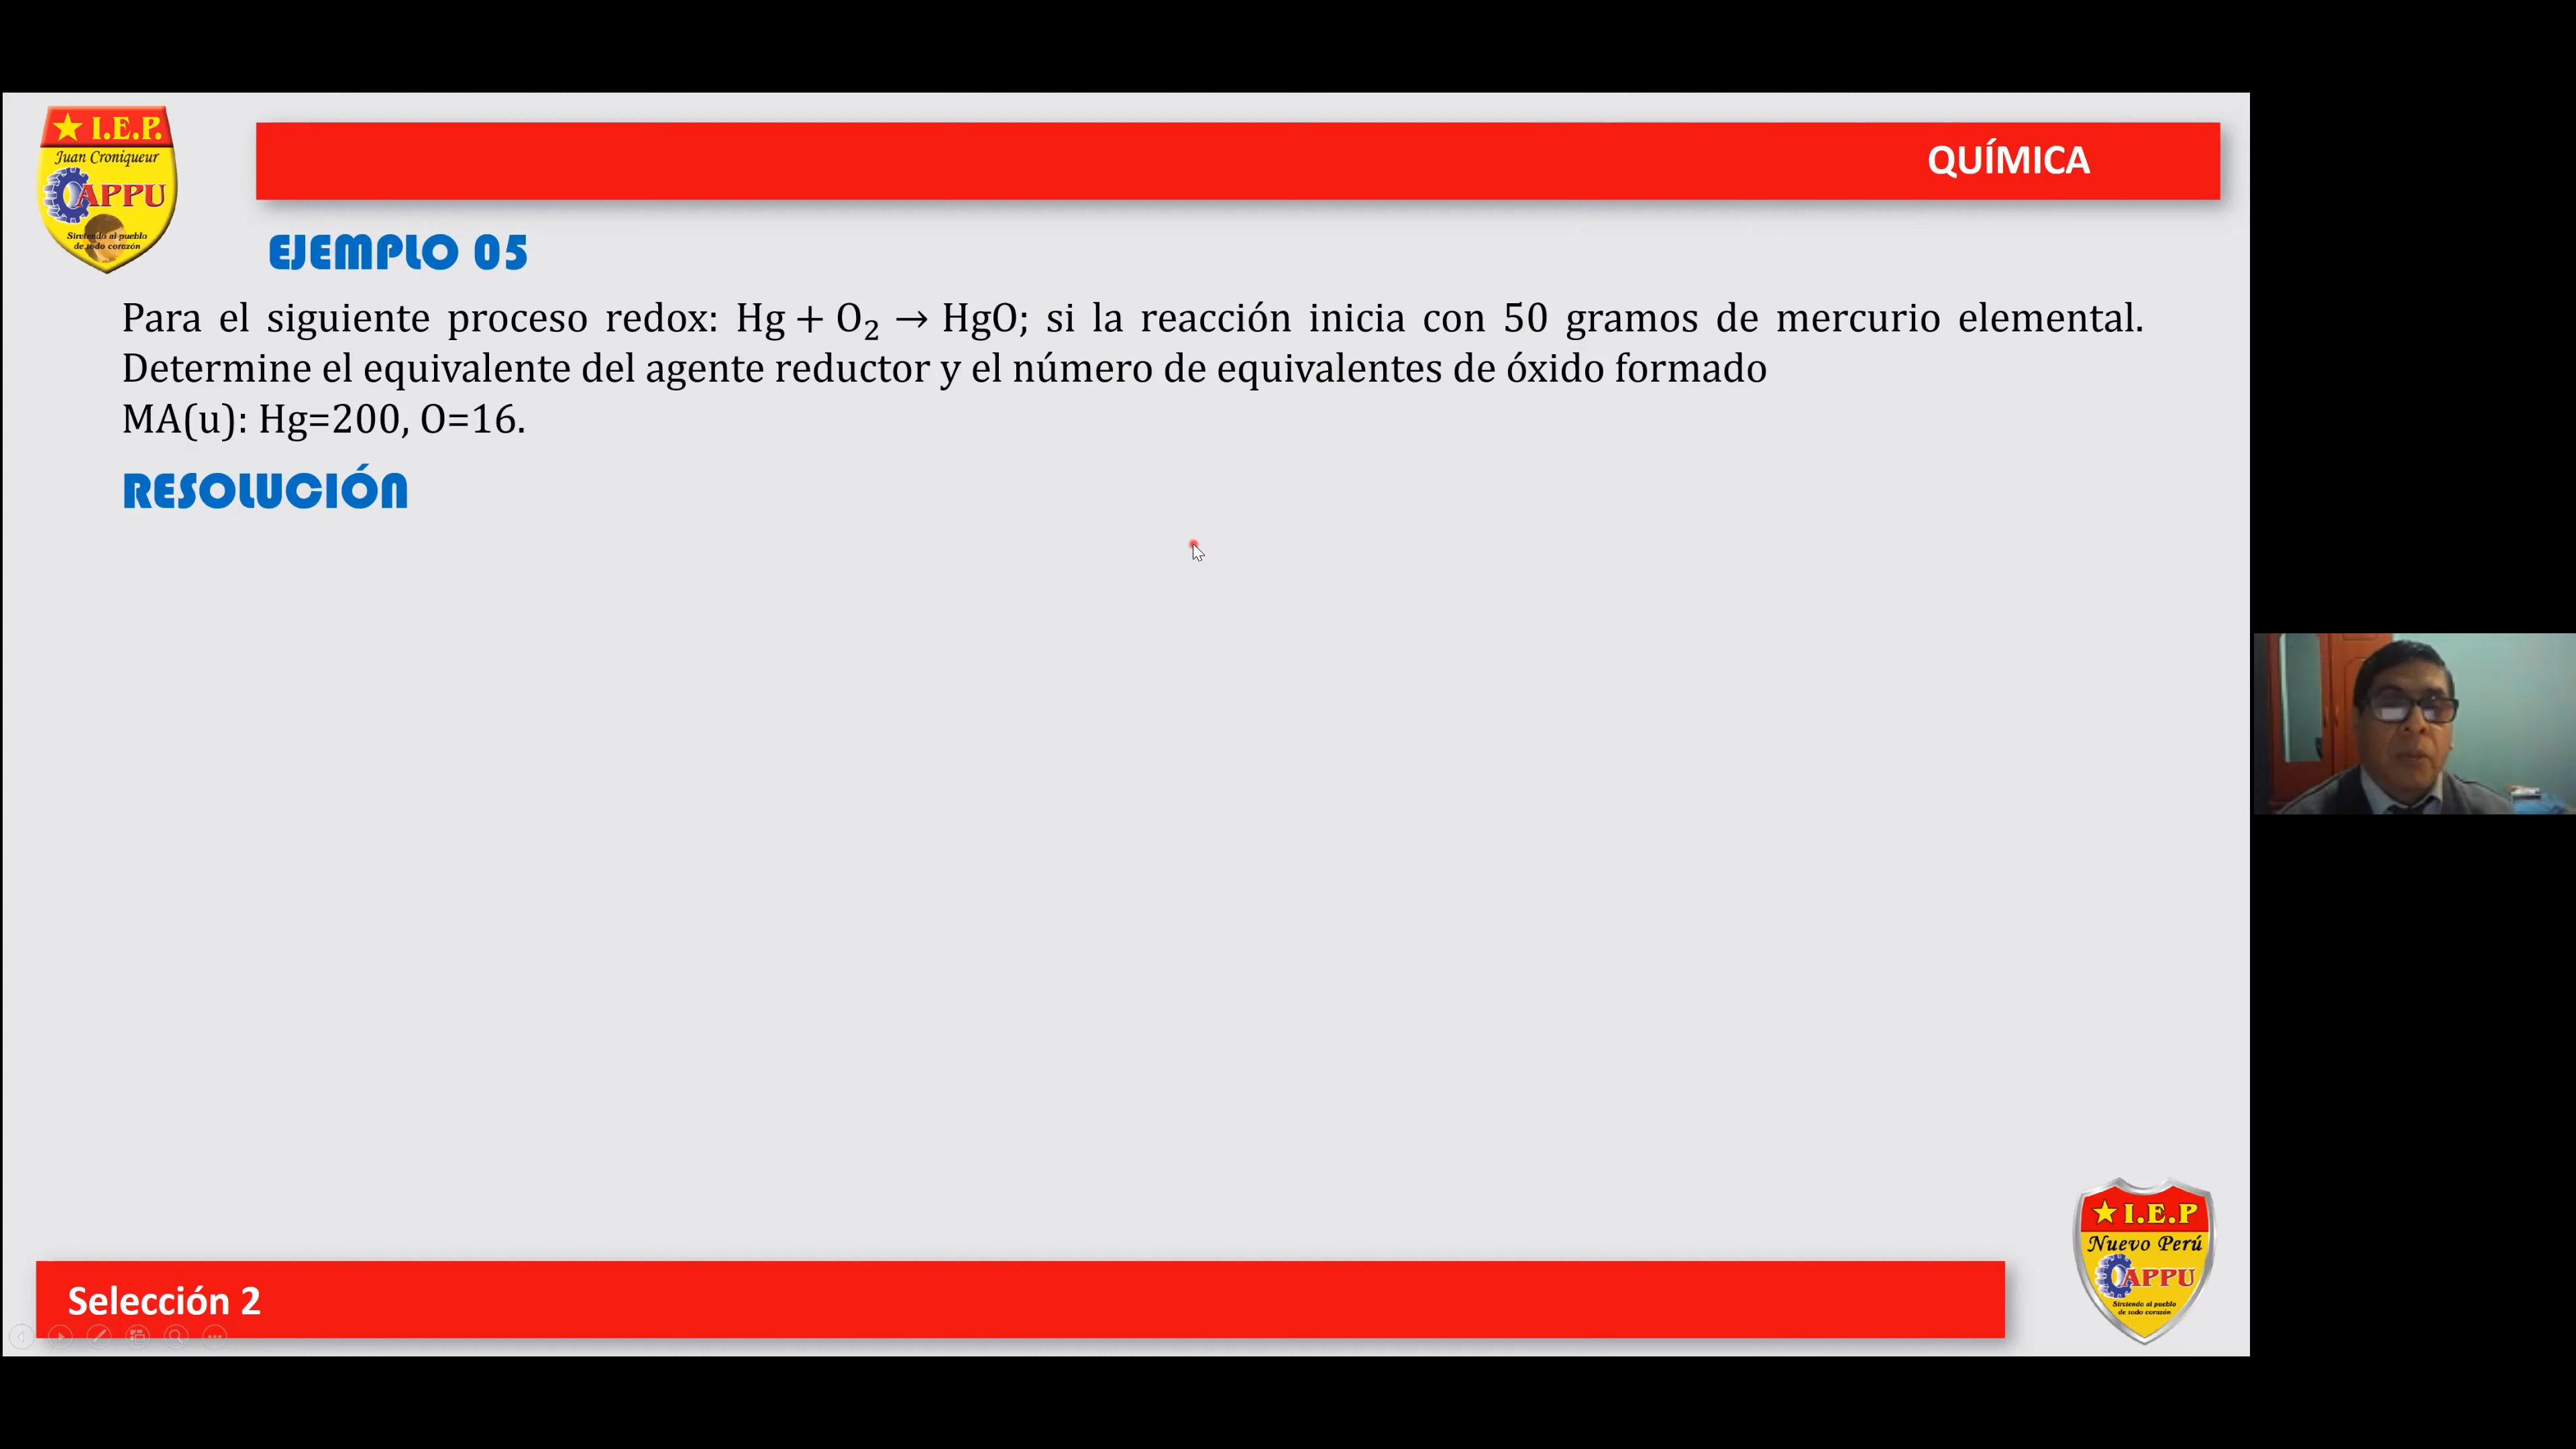 ★ I.E.P.
Juan Croniqueur
CAPPU
Sirviendo al pueblo
de todo corazón
QUÍMICA
EJEMPLO 05
Para el siguiente proceso redox: Hg + O₂ → HgO; si la reacción inicia con 50 gramos de mercurio elemental.
Determine el equivalente del agente reductor y el número de equivalentes de óxido formado
MA(u): Hg=200, O=16.
RESOLUCIÓN
★ I.E.P
Nuevo Perú
CAPPU
Sirviendo al pueblo
de todo corazón
Selección 2